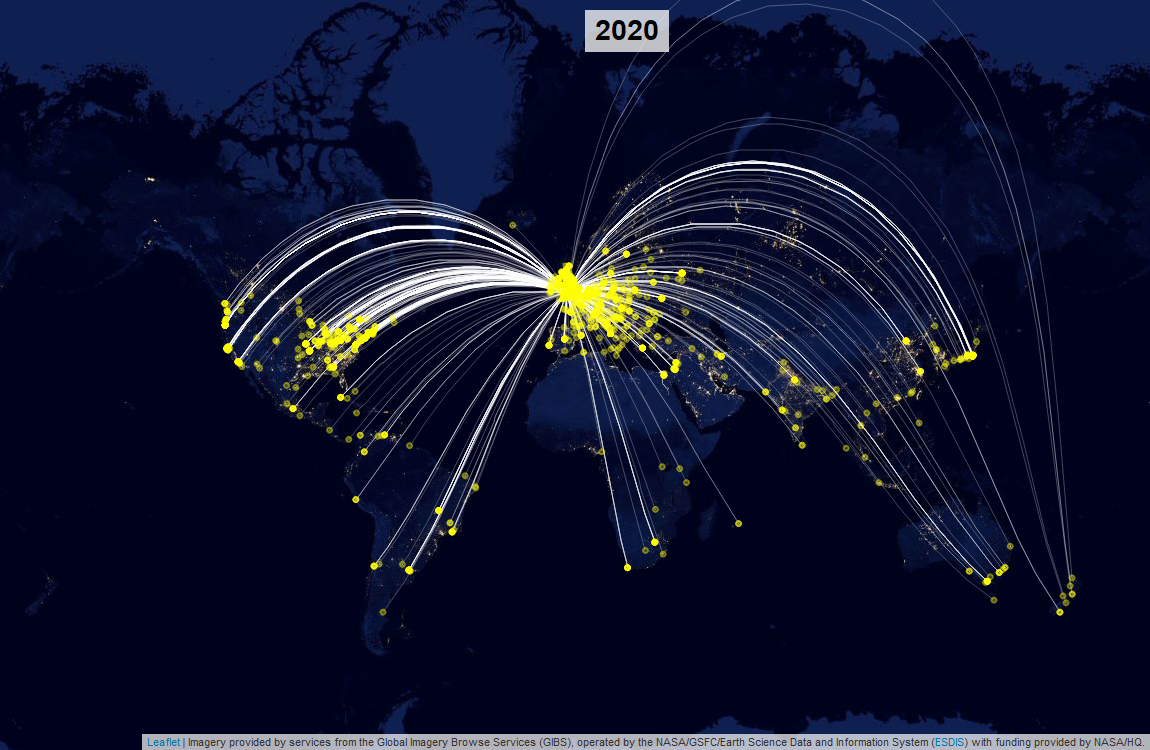 2020
Leaflet | Imagery provided by services from the Global Imagery Browse Services (GIBS), operated by the NASA/GSFC/Earth Science Data and Information System (ESDIS) with funding provided by NASA/HQ.